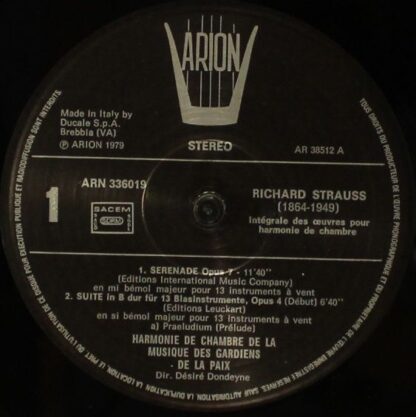 ARION
Made in Italy by
Ducale S.p.A.
Brebbia (VA)
℗ ARION 1979
STEREO
AR 38512 A
ARN 336019
1
SACEM
RICHARD STRAUSS
(1864-1949)
Intégrale des œuvres pour
harmonie de chambre
1. SERENADE Opus 7 - 11'40''
(Editions International Music Company)
en mi bémol majeur pour 13 instruments à vent
2. SUITE in B dur für 13 Blasinstrumente, Opus 4 (Début) 6'40''
(Editions Leuckart)
en si bémol majeur pour 13 instruments à vent
a) Praeludium (Prélude)
HARMONIE DE CHAMBRE DE LA
MUSIQUE DES GARDIENS
DE LA PAIX
Dir. Désiré Dondeyne
TOUS DROITS DU PRODUCTEUR DE L'ŒUVRE PHONOGRAPHIQUE ET DU PROPRIETAIRE DE L'ŒUVRE ENREGISTREE RESERVES. SAUF AUTORISATION LA DUPLICATION, LA LOCATION, LE PRET OU L'UTILISATION DE CE DISQUE POUR EXECUTION PUBLIQUE ET RADIODIFFUSION SONT INTERDITS.